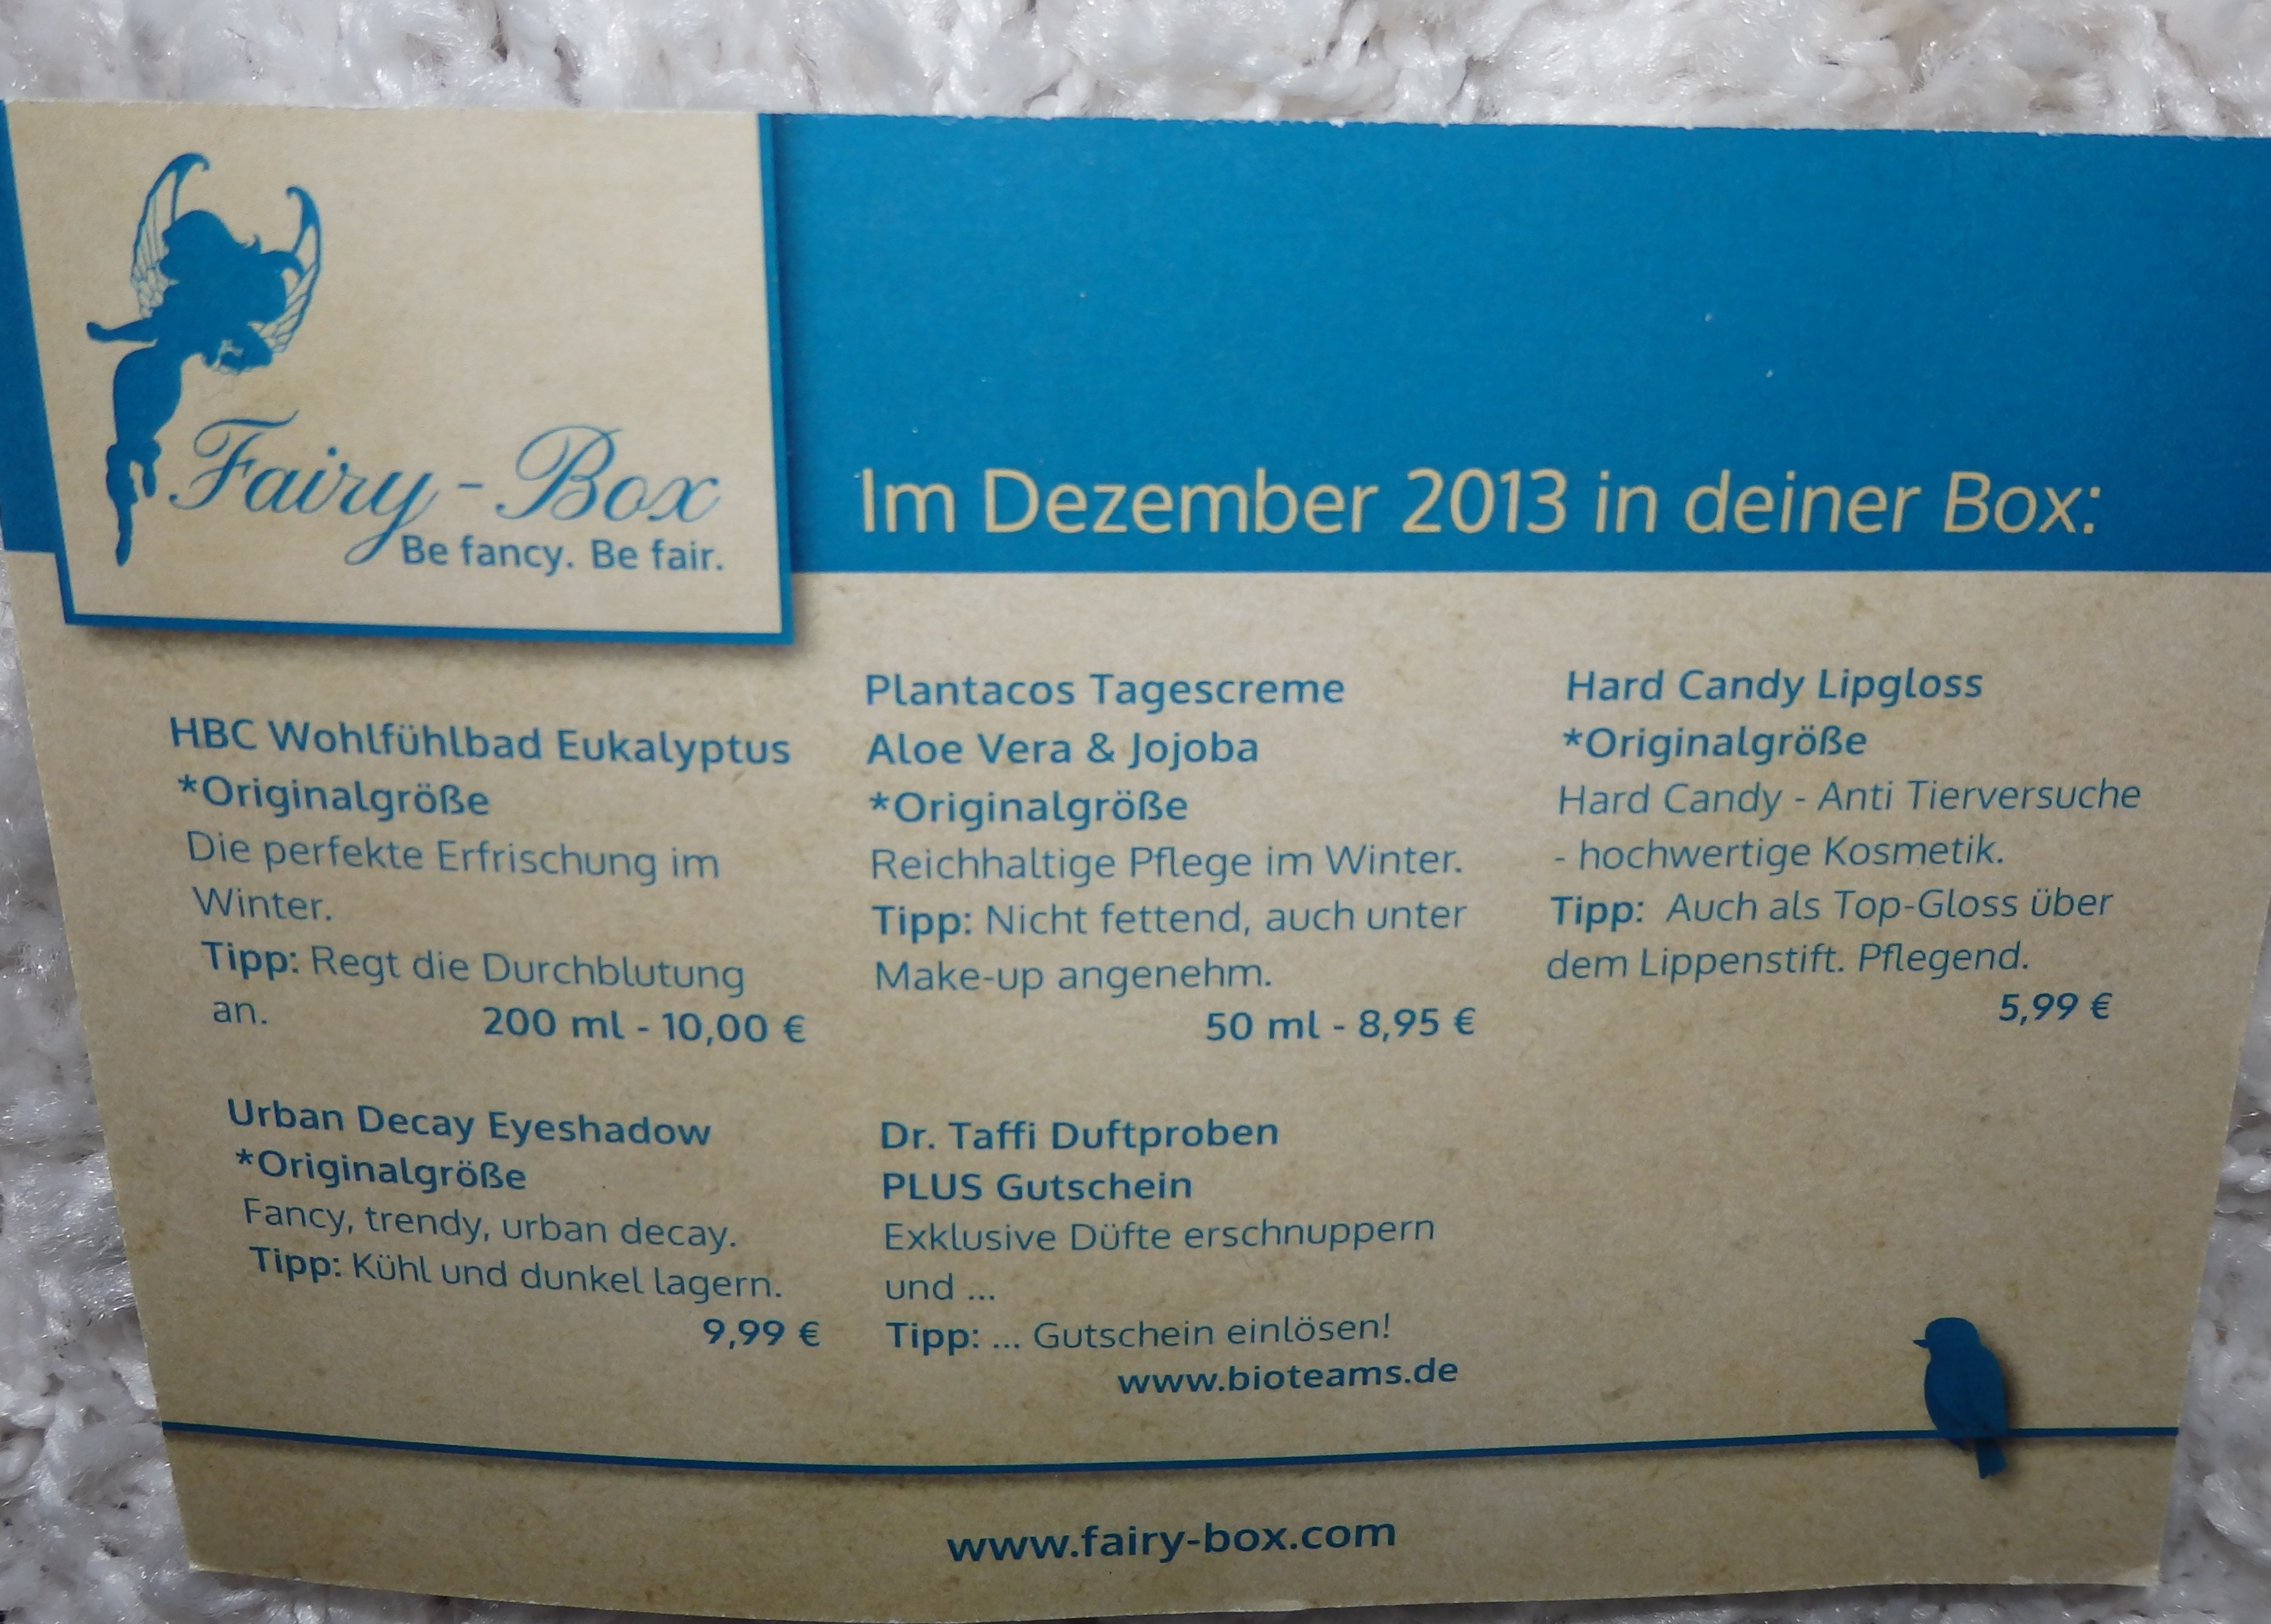 Fairy-Box
Be fancy. Be fair.
Im Dezember 2013 in deiner Box:
HBC Wohlfühlbad Eukalyptus
*Originalgröße
Die perfekte Erfrischung im
Winter.
Tipp: Regt die Durchblutung
an. 200 ml - 10,00 €
Plantacos Tagescreme
Aloe Vera & Jojoba
*Originalgröße
Reichhaltige Pflege im Winter.
Tipp: Nicht fettend, auch unter
Make-up angenehm.
50 ml - 8,95 €
Hard Candy Lipgloss
*Originalgröße
Hard Candy - Anti Tierversuche
- hochwertige Kosmetik.
Tipp: Auch als Top-Gloss über
dem Lippenstift. Pflegend.
5,99 €
Urban Decay Eyeshadow
*Originalgröße
Fancy, trendy, urban decay.
Tipp: Kühl und dunkel lagern.
9,99 €
Dr. Taffi Duftproben
PLUS Gutschein
Exklusive Düfte erschnuppern
und ...
Tipp: ... Gutschein einlösen!
www.bioteams.de
www.fairy-box.com